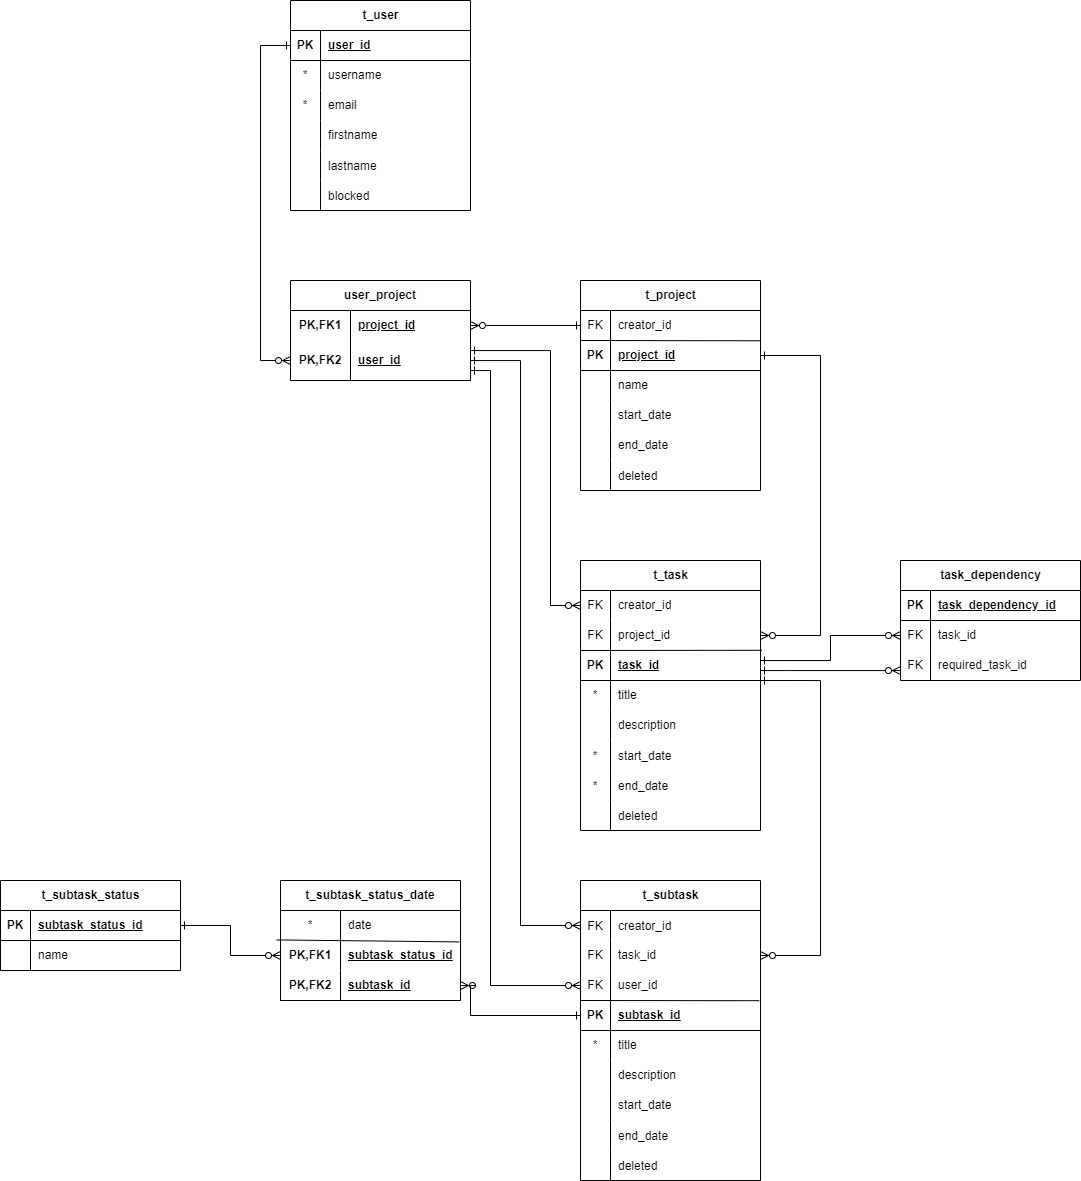 t_user
PK user_id
* username
* email
firstname
lastname
blocked
user_project
PK,FK1 project_id
PK,FK2 user_id
t_project
FK creator_id
PK project_id
name
start_date
end_date
deleted
t_task
FK creator_id
FK project_id
PK task_id
* title
description
* start_date
* end_date
deleted
task_dependency
PK task_dependency_id
FK task_id
FK required_task_id
t_subtask_status
PK subtask_status_id
name
t_subtask_status_date
* date
PK,FK1 subtask_status_id
PK,FK2 subtask_id
t_subtask
FK creator_id
FK task_id
FK user_id
PK subtask_id
* title
description
start_date
end_date
deleted